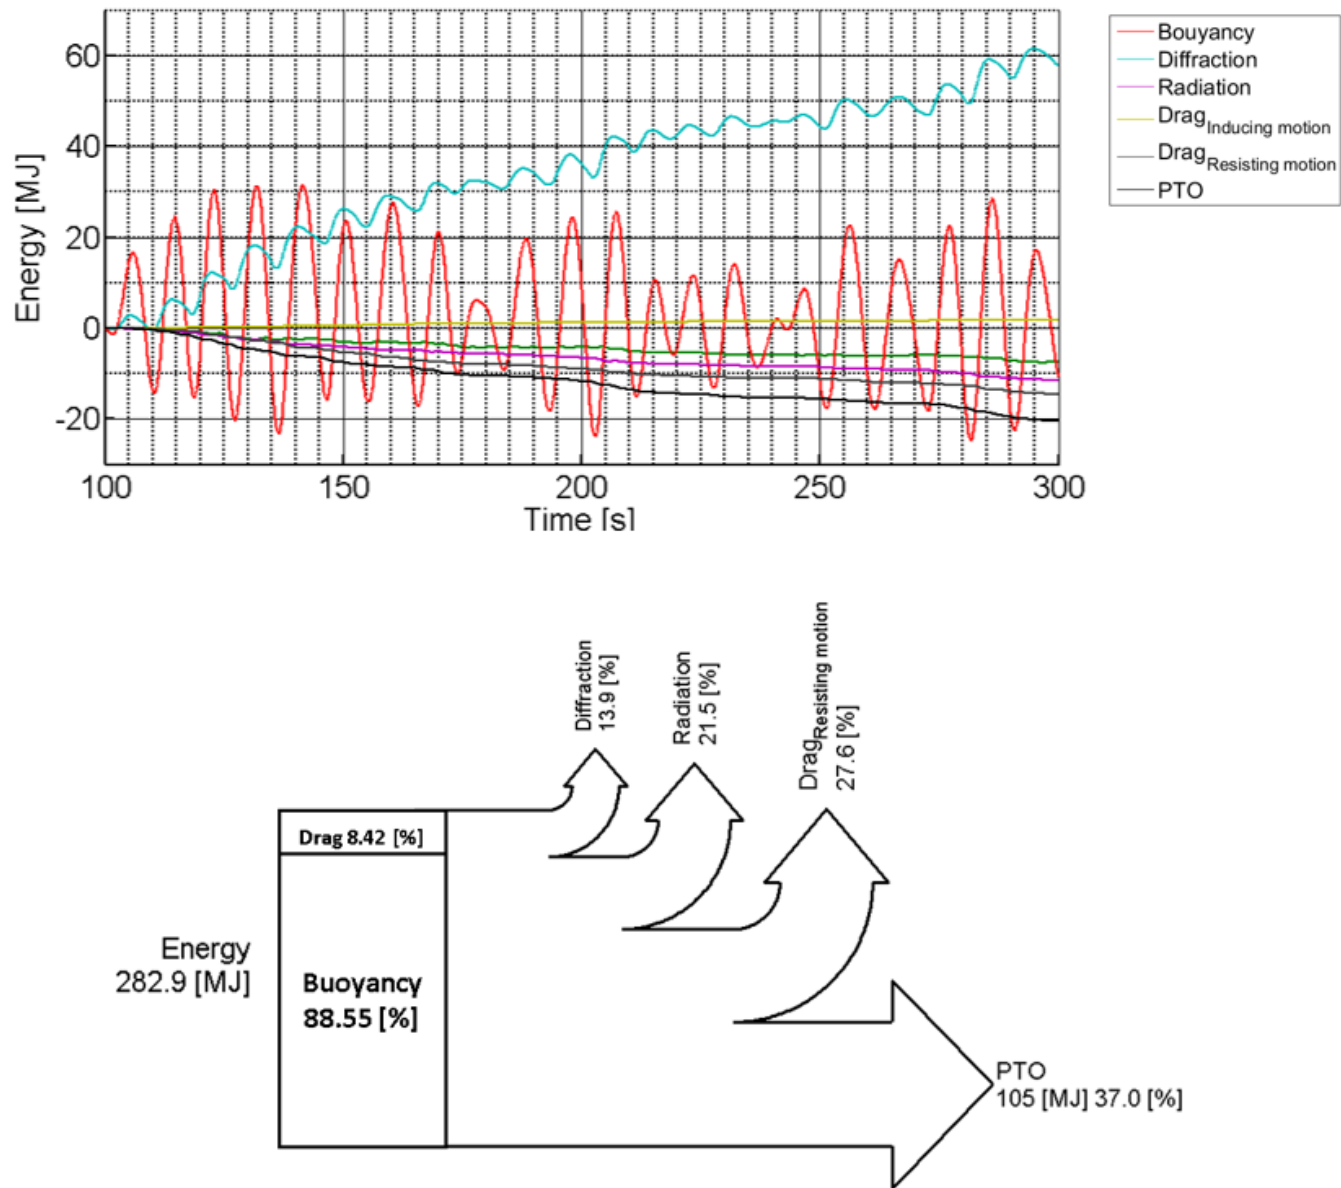 60
40
20
0
-20
Energy [MJ]
100
150
200
250
300
Time [s]
Bouyancy
Diffraction
Radiation
Drag Inducing motion
Drag Resisting motion
PTO
Diffraction
13.9 [%]
Radiation
21.5 [%]
Drag Resisting motion
27.6 [%]
Drag 8.42 [%]
Energy
282.9 [MJ]
Buoyancy
88.55 [%]
PTO
105 [MJ] 37.0 [%]